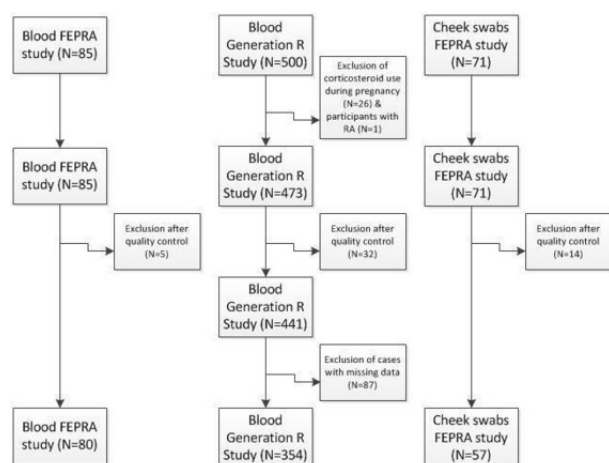 Blood FEPRA
study (N=85)
Blood
Generation R
Study (N=500)
Cheek swabs
FEPRA study
(N=71)
Exclusion of
corticosteroid use
during pregnancy
(N=26) &
participants with
RA (N=1)
Blood FEPRA
study (N=85)
Blood
Generation R
Study (N=473)
Cheek swabs
FEPRA study
(N=71)
Exclusion after
quality control
(N=5)
Exclusion after
quality control
(N=32)
Exclusion after
quality control
(N=14)
Blood
Generation R
Study (N=441)
Exclusion of cases
with missing data
(N=87)
Blood FEPRA
study (N=80)
Blood
Generation R
Study (N=354)
Cheek swabs
FEPRA study
(N=57)